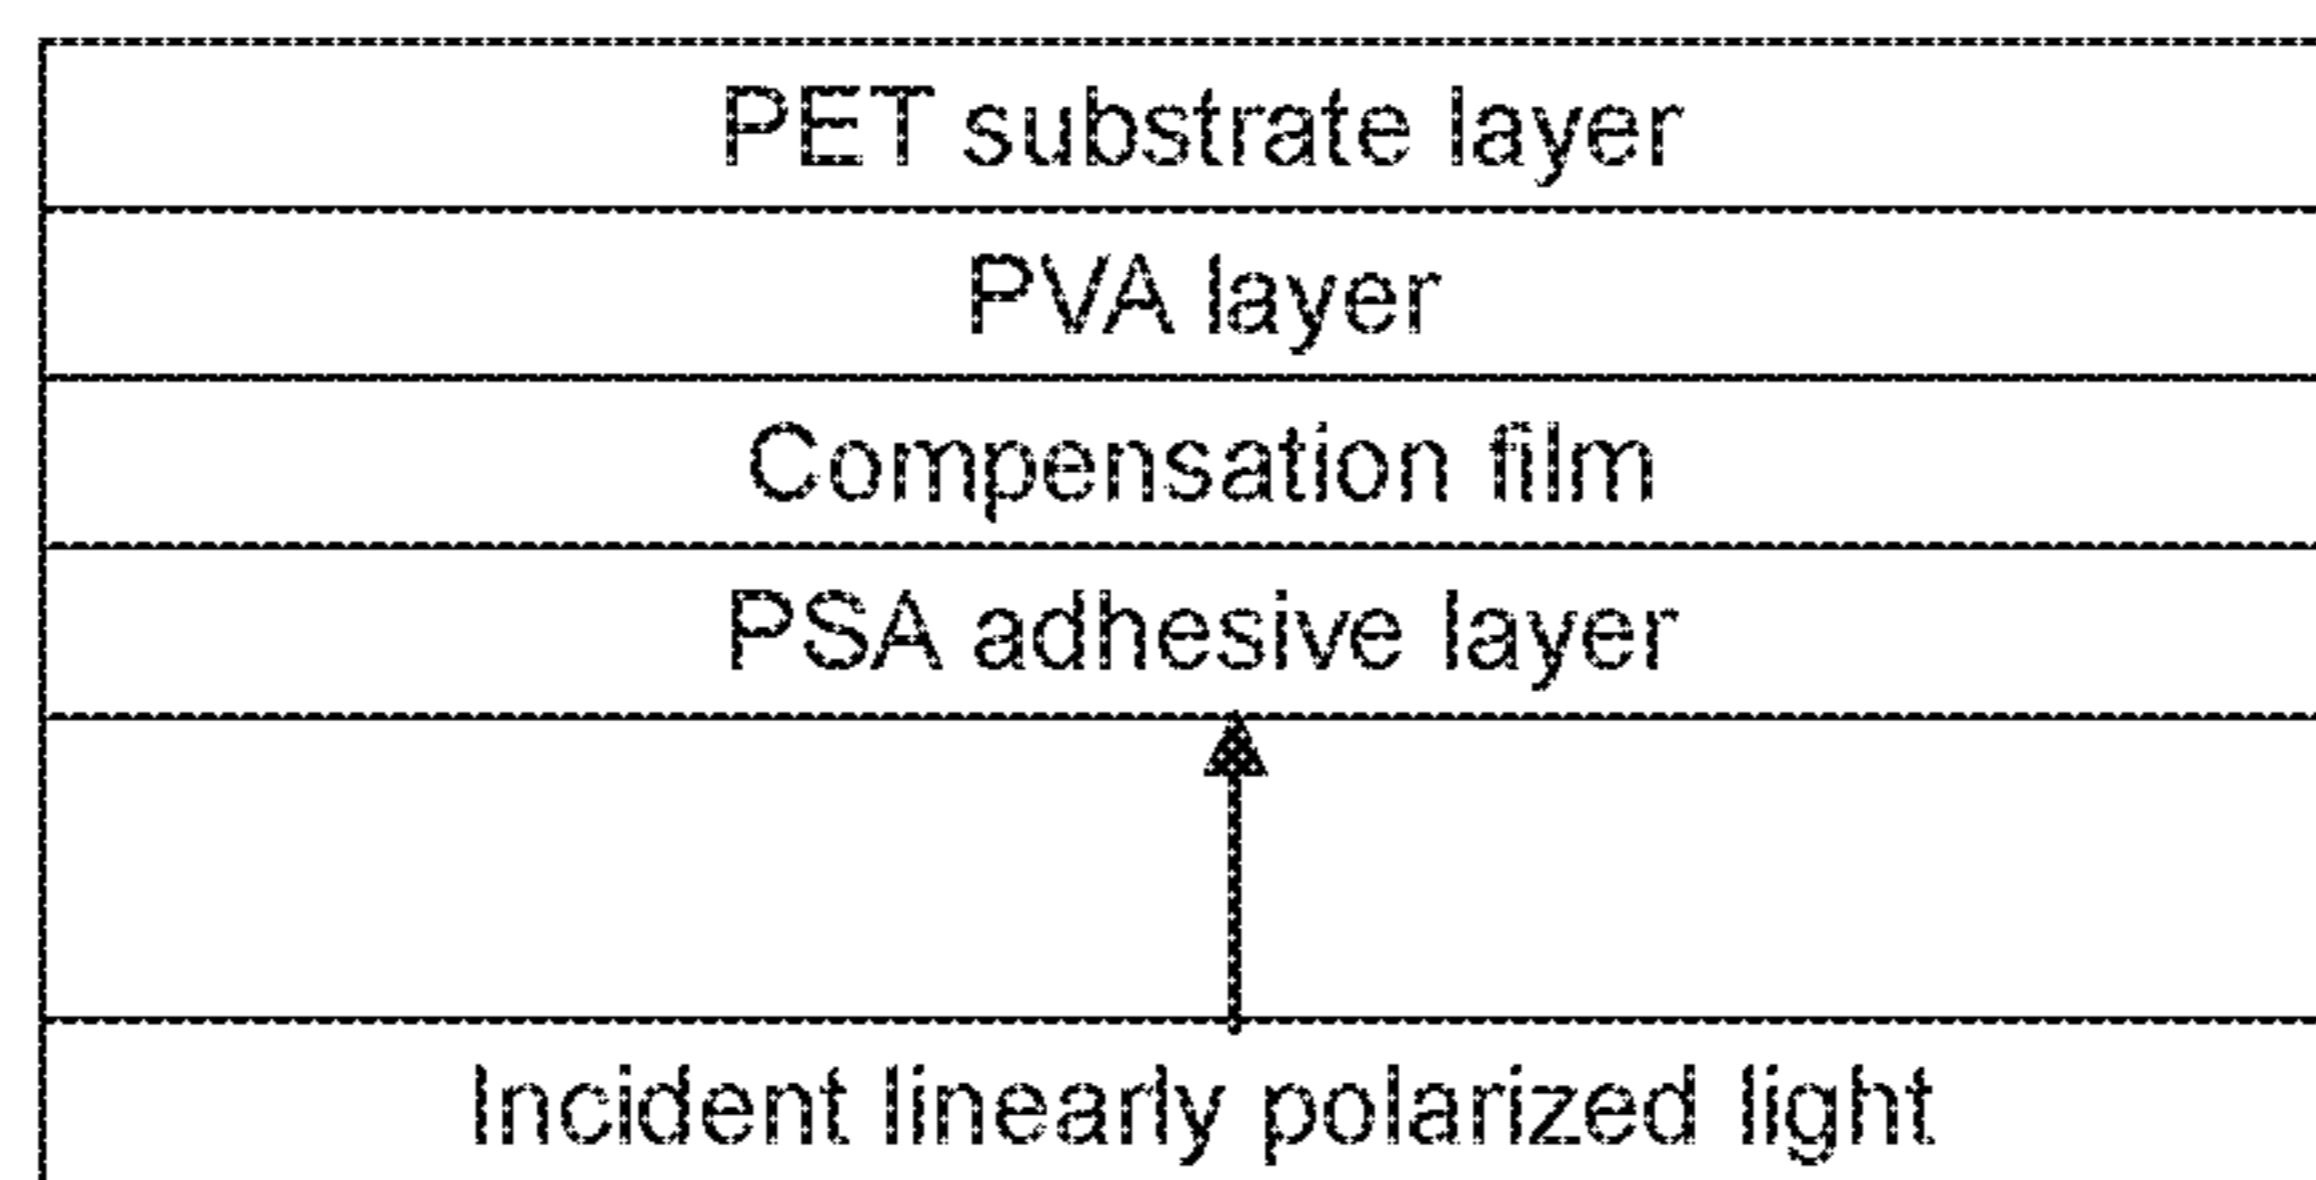 PET substrate layer
PVA layer
Compensation film
PSA adhesive layer
Incident linearly polarized light